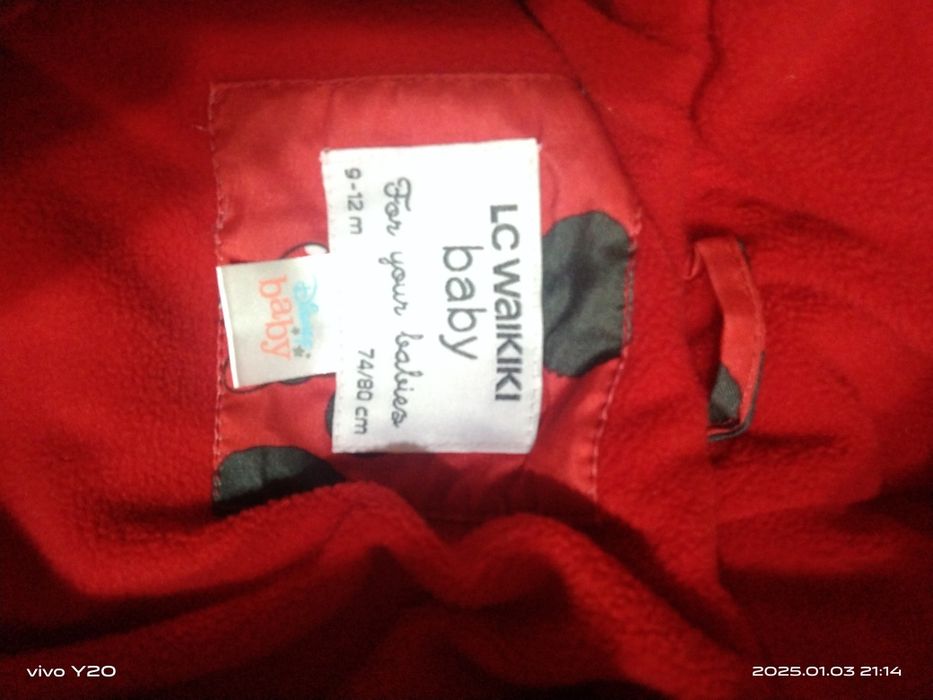 LC WAIKIKI
baby
For your babies
9-12 m 74/80 cm
Disney
baby
vivo Y20
2025.01.03 21:14